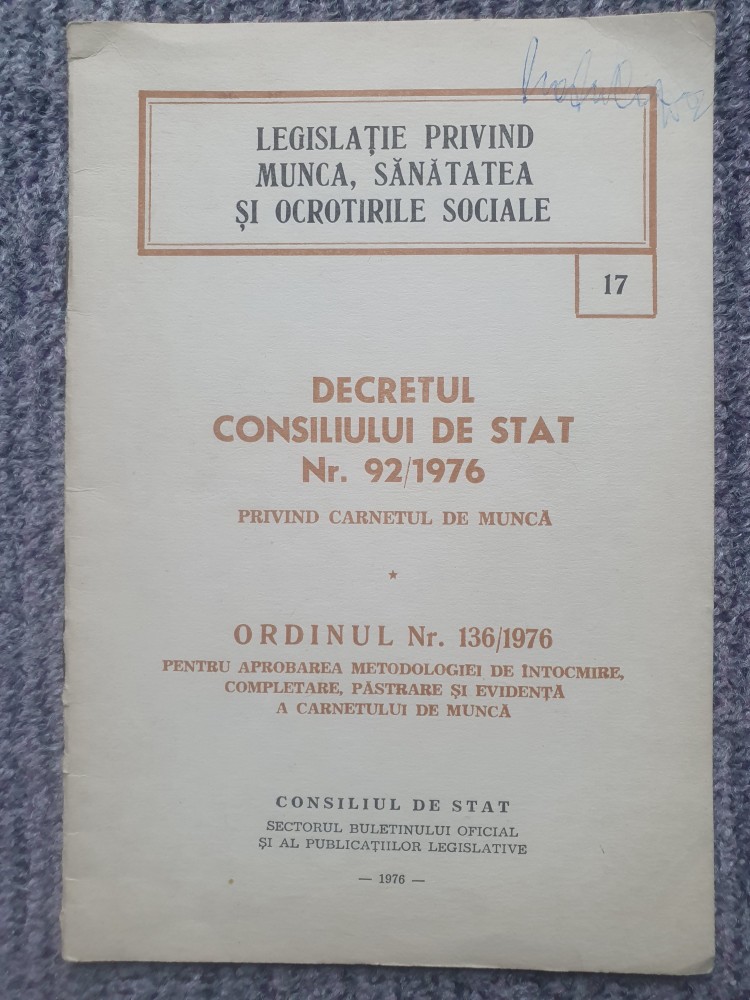 LEGISLAȚIE PRIVIND
MUNCA, SĂNĂTATEA
ȘI OCROTIRILE SOCIALE
17
DECRETUL
CONSILIULUI DE STAT
Nr. 92/1976
PRIVIND CARNETUL DE MUNCĂ
*
ORDINUL Nr. 136/1976
PENTRU APROBAREA METODOLOGIEI DE ÎNTOCMIRE,
COMPLETARE, PĂSTRARE ȘI EVIDENȚĂ
A CARNETULUI DE MUNCĂ
CONSILIUL DE STAT
SECTORUL BULETINULUI OFICIAL
ȘI AL PUBLICAȚIILOR LEGISLATIVE
— 1976 —